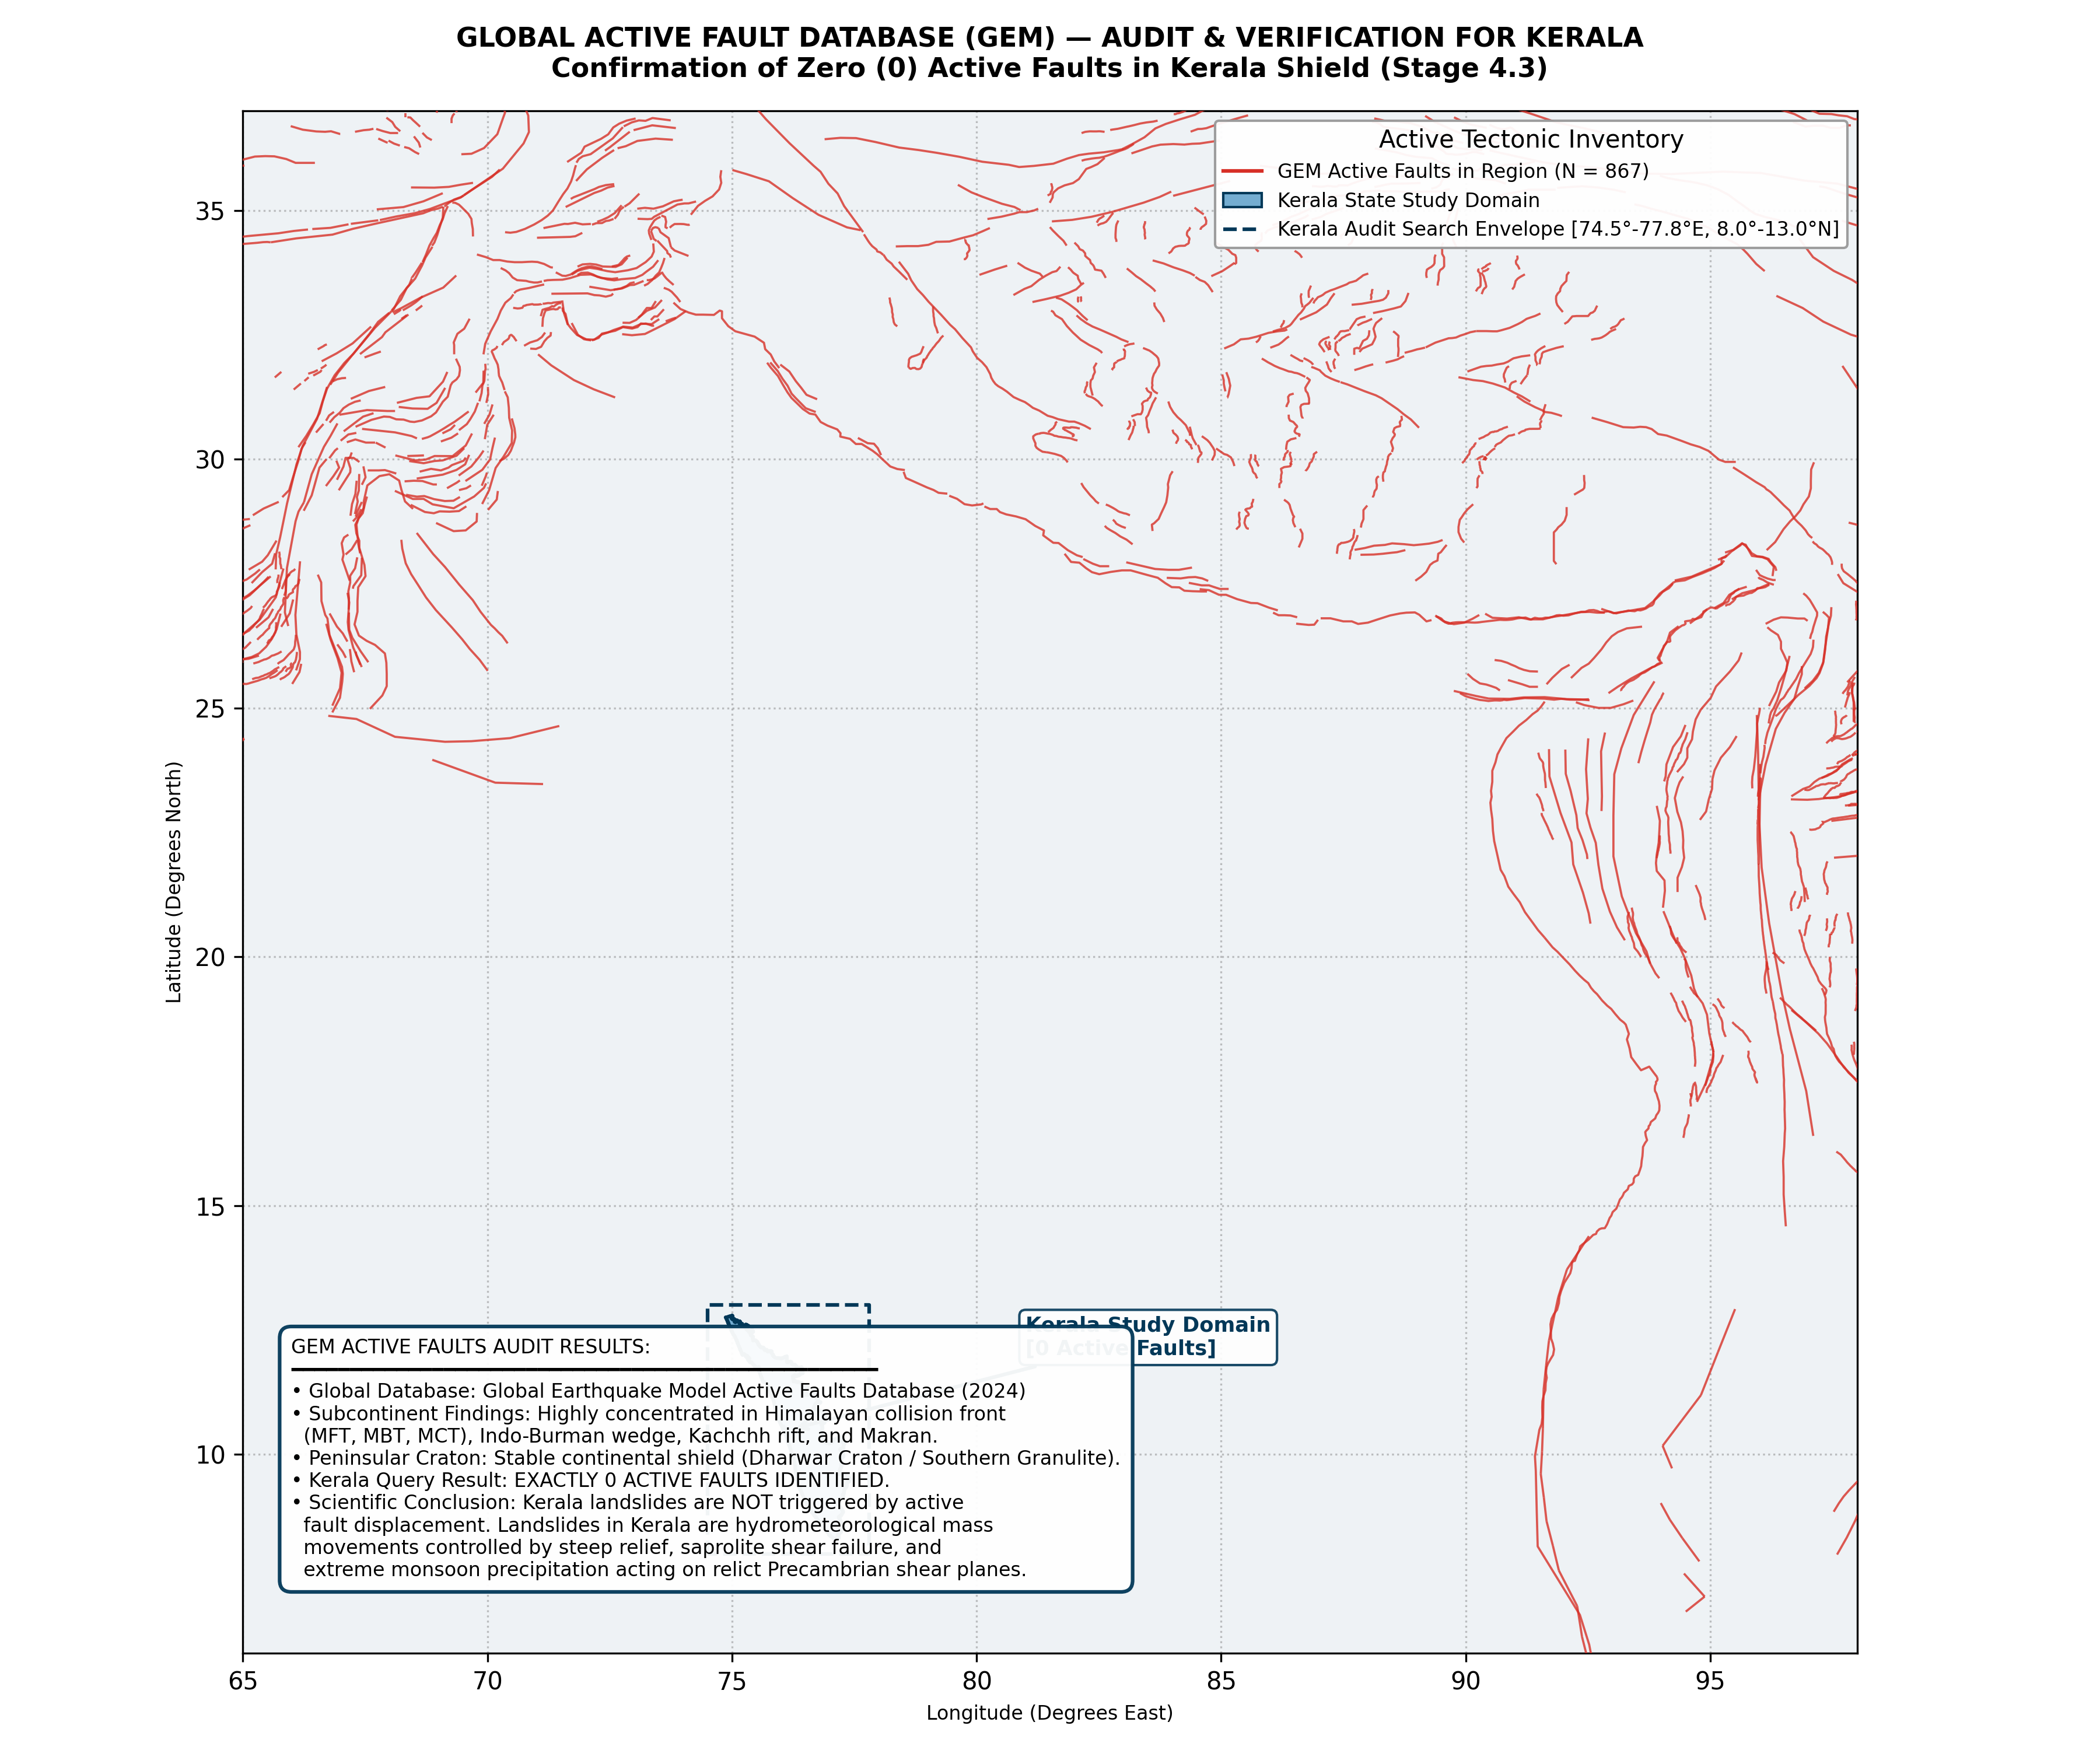 GLOBAL ACTIVE FAULT DATABASE (GEM) — AUDIT & VERIFICATION FOR KERALA
Confirmation of Zero (0) Active Faults in Kerala Shield (Stage 4.3)
Active Tectonic Inventory
GEM Active Faults in Region (N = 867)
Kerala State Study Domain
Kerala Audit Search Envelope [74.5°-77.8°E, 8.0°-13.0°N]
35
30
25
20
15
10
Latitude (Degrees North)
Kerala Study Domain
[0 Active Faults]
GEM ACTIVE FAULTS AUDIT RESULTS:
• Global Database: Global Earthquake Model Active Faults Database (2024)
• Subcontinent Findings: Highly concentrated in Himalayan collision front
(MFT, MBT, MCT), Indo-Burman wedge, Kachchh rift, and Makran.
• Peninsular Craton: Stable continental shield (Dharwar Craton / Southern Granulite).
• Kerala Query Result: EXACTLY 0 ACTIVE FAULTS IDENTIFIED.
• Scientific Conclusion: Kerala landslides are NOT triggered by active
fault displacement. Landslides in Kerala are hydrometeorological mass
movements controlled by steep relief, saprolite shear failure, and
extreme monsoon precipitation acting on relict Precambrian shear planes.
65 70 75 80 85 90 95
Longitude (Degrees East)